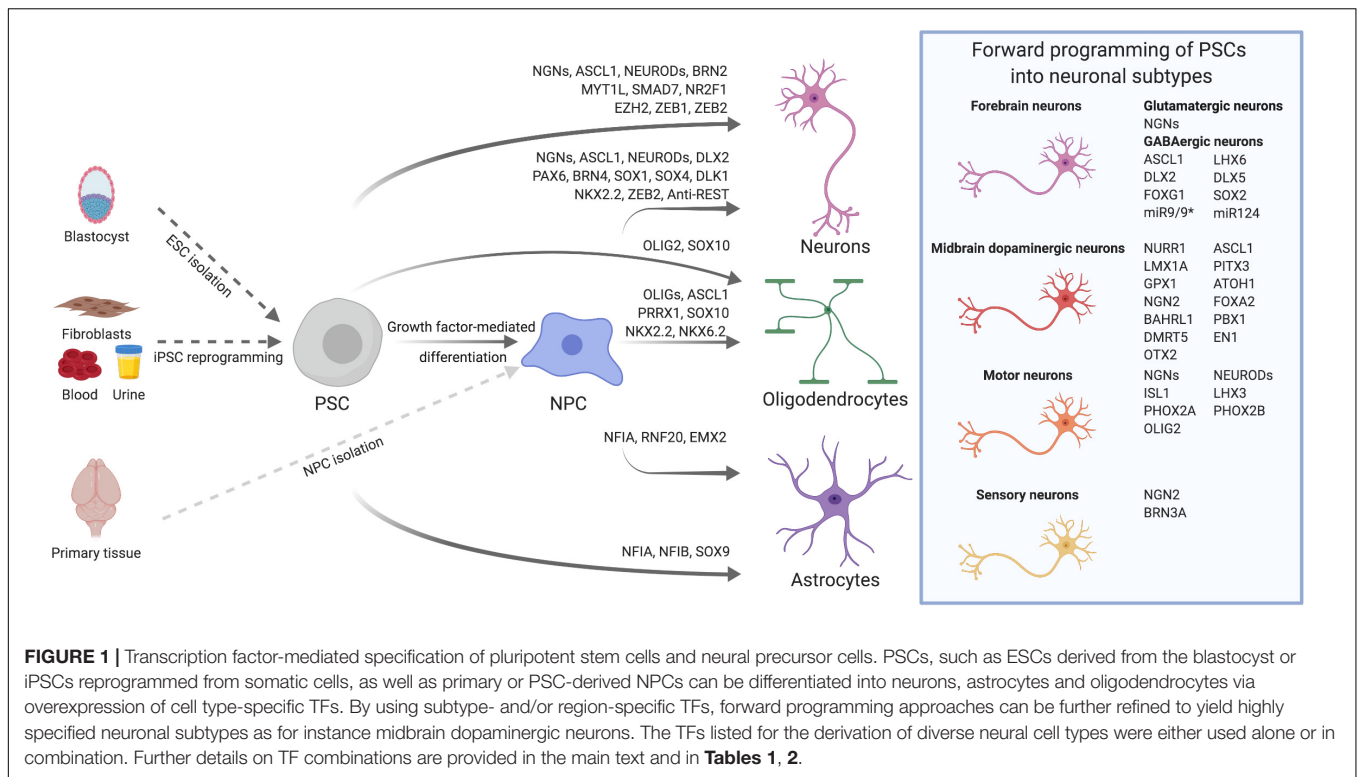 Blastocyst
ESC isolation
Fibroblasts
Blood
Urine
iPSC reprogramming
Primary tissue
NPC isolation
PSC
Growth factor-mediated
differentiation
NPC
NGNs, ASCL1, NEURODs, BRN2
MYT1L, SMAD7, NR2F1
EZH2, ZEB1, ZEB2
NGNs, ASCL1, NEURODs, DLX2
PAX6, BRN4, SOX1, SOX4, DLK1
NKX2.2, ZEB2, Anti-REST
Neurons
OLIG2, SOX10
OLIGs, ASCL1
PRRX1, SOX10
NKX2.2, NKX6.2
Oligodendrocytes
NFIA, RNF20, EMX2
NFIA, NFIB, SOX9
Astrocytes
Forward programming of PSCs
into neuronal subtypes
Forebrain neurons
Glutamatergic neurons
NGNs
GABAergic neurons
ASCL1 LHX6
DLX2 DLX5
FOXG1 SOX2
miR9/9* miR124
Midbrain dopaminergic neurons
NURR1 ASCL1
LMX1A PITX3
GPX1 ATOH1
NGN2 FOXA2
BAHRL1 PBX1
DMRT5 EN1
OTX2
Motor neurons
NGNs NEURODs
ISL1 LHX3
PHOX2A PHOX2B
OLIG2
Sensory neurons
NGN2
BRN3A
FIGURE 1 | Transcription factor-mediated specification of pluripotent stem cells and neural precursor cells. PSCs, such as ESCs derived from the blastocyst or
iPSCs reprogrammed from somatic cells, as well as primary or PSC-derived NPCs can be differentiated into neurons, astrocytes and oligodendrocytes via
overexpression of cell type-specific TFs. By using subtype- and/or region-specific TFs, forward programming approaches can be further refined to yield highly
specified neuronal subtypes as for instance midbrain dopaminergic neurons. The TFs listed for the derivation of diverse neural cell types were either used alone or in
combination. Further details on TF combinations are provided in the main text and in Tables 1, 2.